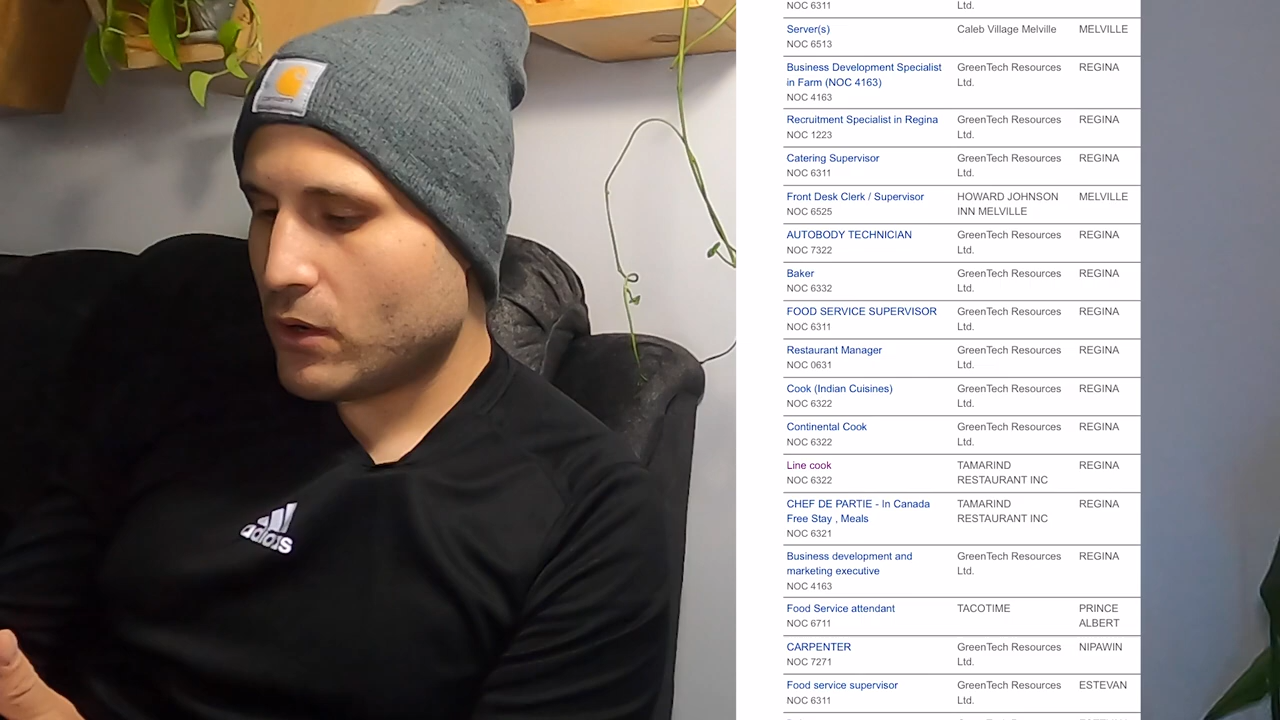 adidas
NOC 6311
Ltd.
Server(s)
NOC 6513
Caleb Village Melville
MELVILLE
Business Development Specialist
in Farm (NOC 4163)
NOC 4163
GreenTech Resources
Ltd.
REGINA
Recruitment Specialist in Regina
NOC 1223
GreenTech Resources
Ltd.
REGINA
Catering Supervisor
NOC 6311
GreenTech Resources
Ltd.
REGINA
Front Desk Clerk / Supervisor
NOC 6525
HOWARD JOHNSON
INN MELVILLE
MELVILLE
AUTOBODY TECHNICIAN
NOC 7322
GreenTech Resources
Ltd.
REGINA
Baker
NOC 6332
GreenTech Resources
Ltd.
REGINA
FOOD SERVICE SUPERVISOR
NOC 6311
GreenTech Resources
Ltd.
REGINA
Restaurant Manager
NOC 0631
GreenTech Resources
Ltd.
REGINA
Cook (Indian Cuisines)
NOC 6322
GreenTech Resources
Ltd.
REGINA
Continental Cook
NOC 6322
GreenTech Resources
Ltd.
REGINA
Line cook
NOC 6322
TAMARIND
RESTAURANT INC
REGINA
CHEF DE PARTIE - In Canada
Free Stay , Meals
NOC 6321
TAMARIND
RESTAURANT INC
REGINA
Business development and
marketing executive
NOC 4163
GreenTech Resources
Ltd.
REGINA
Food Service attendant
NOC 6711
TACOTIME
PRINCE
ALBERT
CARPENTER
NOC 7271
GreenTech Resources
Ltd.
NIPAWIN
Food service supervisor
NOC 6311
GreenTech Resources
Ltd.
ESTEVAN